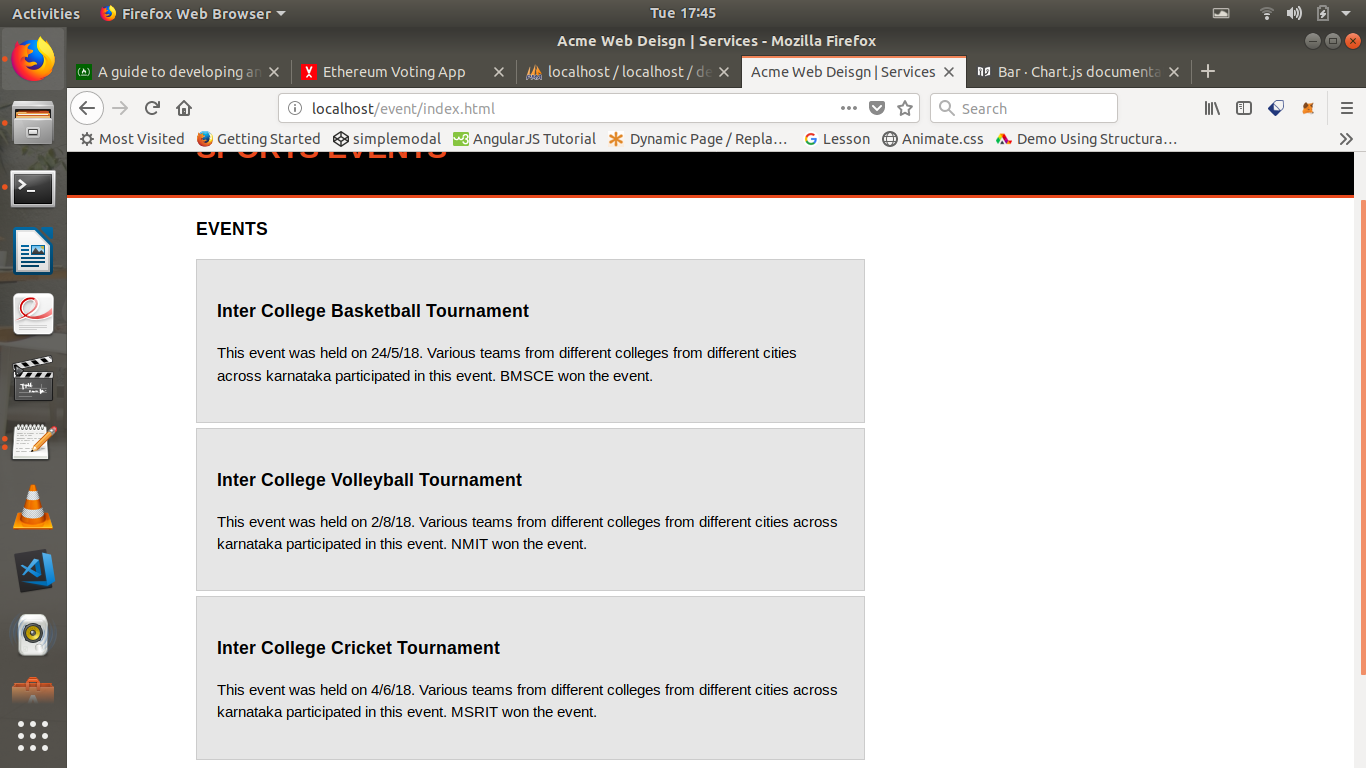 Activities
Firefox Web Browser
Tue 17:45
Acme Web Deisgn | Services - Mozilla Firefox
A guide to developing an
Ethereum Voting App
localhost / localhost / de
Acme Web Deisgn | Services
Bar · Chart.js documenta
localhost/event/index.html
Search
Most Visited
Getting Started
simplemodal
AngularJS Tutorial
Dynamic Page / Repla…
Lesson
Animate.css
Demo Using Structura…
SPORTS EVENTS
EVENTS
Inter College Basketball Tournament
This event was held on 24/5/18. Various teams from different colleges from different cities
across karnataka participated in this event. BMSCE won the event.
Inter College Volleyball Tournament
This event was held on 2/8/18. Various teams from different colleges from different cities across
karnataka participated in this event. NMIT won the event.
Inter College Cricket Tournament
This event was held on 4/6/18. Various teams from different colleges from different cities across
karnataka participated in this event. MSRIT won the event.